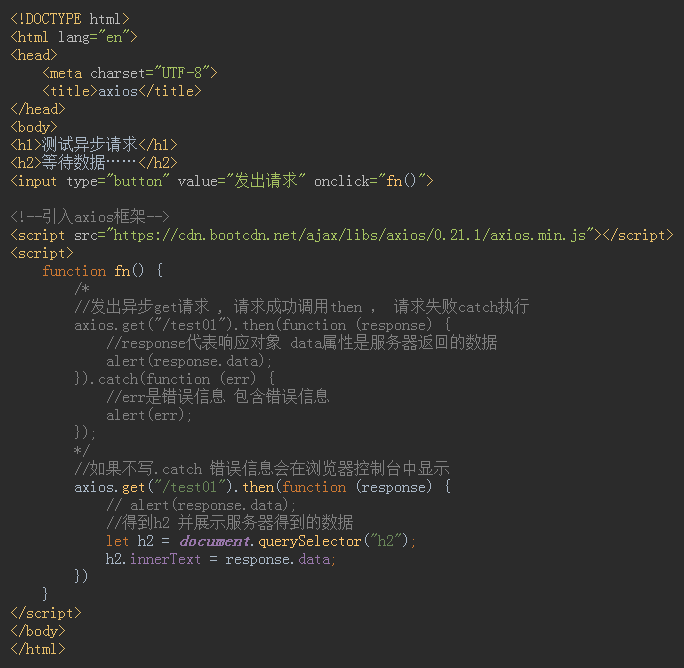 <!DOCTYPE html>
<html lang="en">
<head>
    <meta charset="UTF-8">
    <title>axios</title>
</head>
<body>
<h1>测试异步请求</h1>
<h2>等待数据……</h2>
<input type="button" value="发出请求" onclick="fn()">

<!--引入axios框架-->
<script src="https://cdn.bootcdn.net/ajax/libs/axios/0.21.1/axios.min.js"></script>
<script>
    function fn() {
        /*
        //发出异步get请求 , 请求成功调用then , 请求失败catch执行
        axios.get("/test01").then(function (response) {
            //response代表响应对象 data属性是服务器返回的数据
            alert(response.data);
        }).catch(function (err) {
            //err是错误信息 包含错误信息
            alert(err);
        });
        */
        //如果不写.catch 错误信息会在浏览器控制台中显示
        axios.get("/test01").then(function (response) {
            // alert(response.data);
            //得到h2 并展示服务器得到的数据
            let h2 = document.querySelector("h2");
            h2.innerText = response.data;
        })
    }
</script>
</body>
</html>